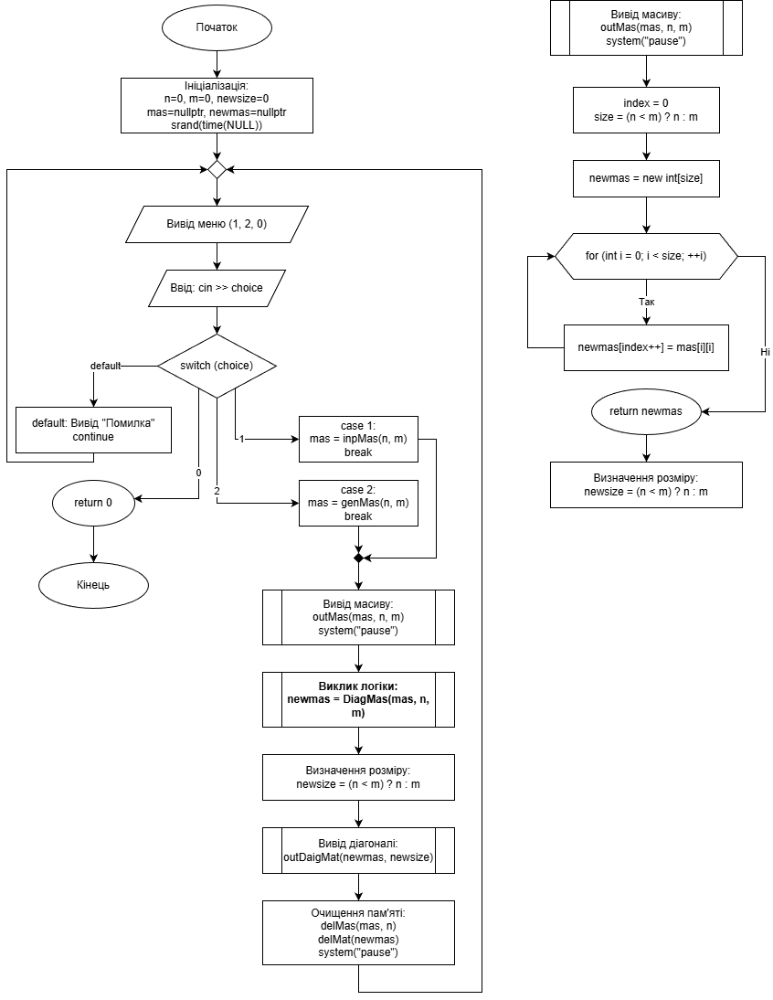 Початок
Ініціалізація:
n=0, m=0, newsize=0
mas=nullptr, newmas=nullptr
srand(time(NULL))
Вивід меню (1, 2, 0)
Ввід: cin >> choice
switch (choice)
default
default: Вивід "Помилка"
continue
1
case 1:
mas = inpMas(n, m)
break
0
2
case 2:
mas = genMas(n, m)
break
return 0
Кінець
Вивід масиву:
outMas(mas, n, m)
system("pause")
Виклик логіки:
newmas = DiagMas(mas, n,
m)
Визначення розміру:
newsize = (n < m) ? n : m
Вивід діагоналі:
outDaigMat(newmas, newsize)
Очищення пам'яті:
delMas(mas, n)
delMat(newmas)
system("pause")
Вивід масиву:
outMas(mas, n, m)
system("pause")
index = 0
size = (n < m) ? n : m
newmas = new int[size]
for (int i = 0; i < size; ++i)
Так
newmas[index++] = mas[i][i]
Ні
return newmas
Визначення розміру:
newsize = (n < m) ? n : m